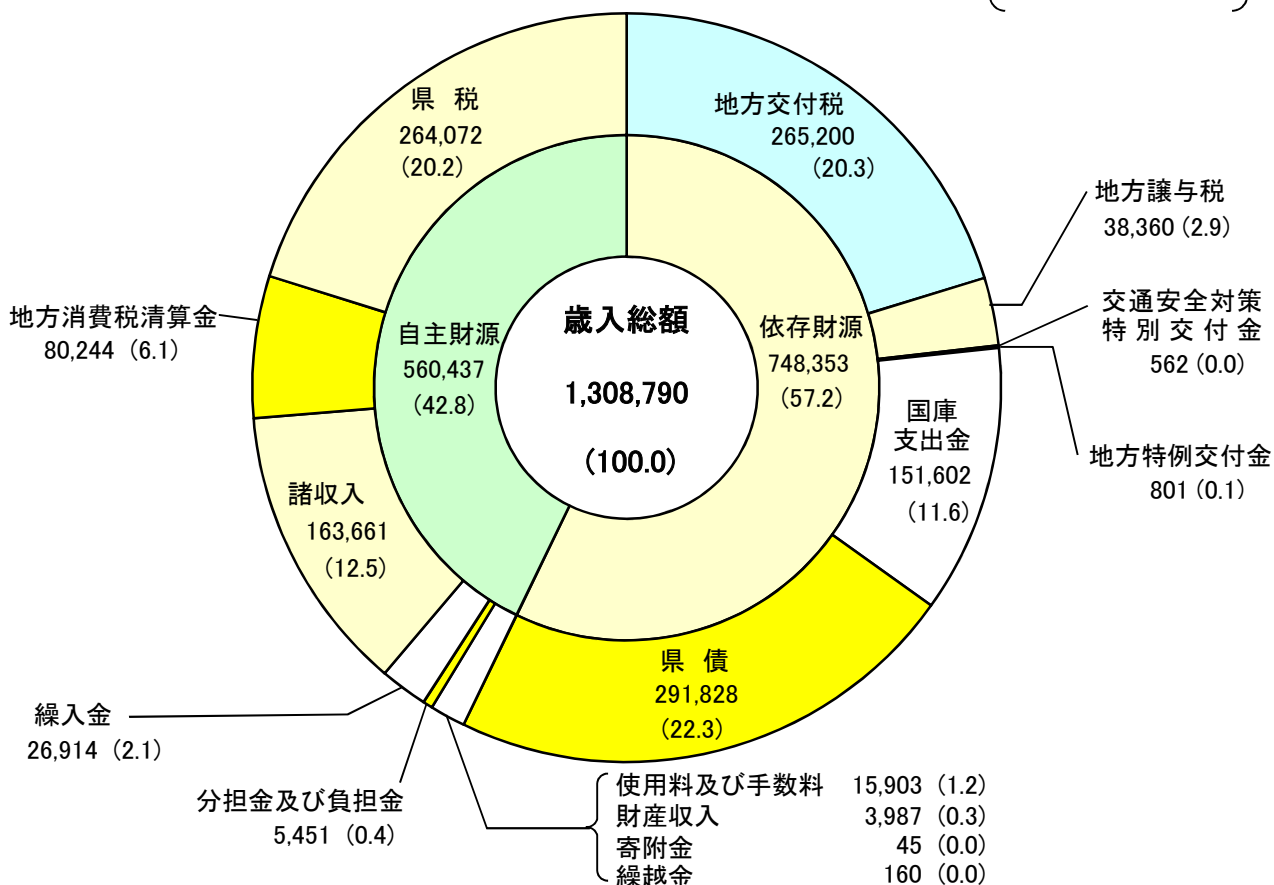 県 税
264,072
(20.2)
地方交付税
265,200
(20.3)
地方譲与税
38,360 (2.9)
交通安全対策
特別交付金
562 (0.0)
地方特例交付金
801 (0.1)
国庫
支出金
151,602
(11.6)
地方消費税清算金
80,244 (6.1)
自主財源
560,437
(42.8)
歳入総額
1,308,790
(100.0)
依存財源
748,353
(57.2)
諸収入
163,661
(12.5)
県 債
291,828
(22.3)
繰入金
26,914 (2.1)
分担金及び負担金
5,451 (0.4)
使用料及び手数料 15,903 (1.2)
財産収入 3,987 (0.3)
寄附金 45 (0.0)
繰越金 160 (0.0)